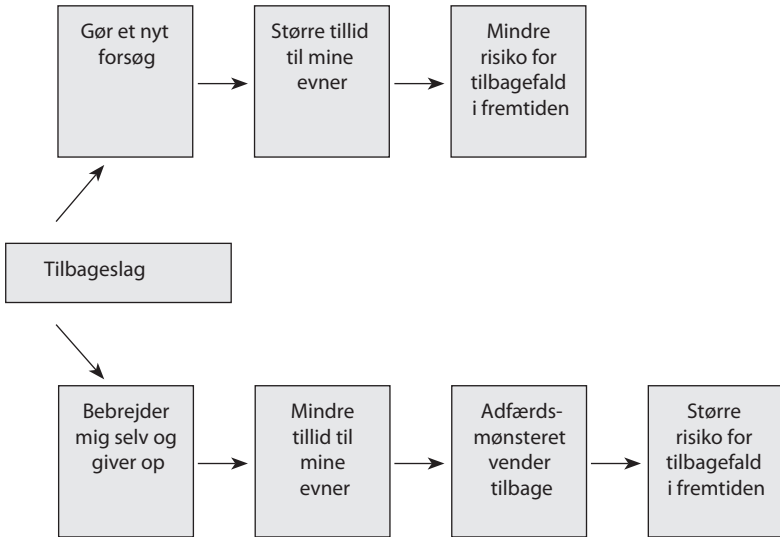 Gør et nyt
forsøg
Større tillid
til mine
evner
Mindre
risiko for
tilbagefald
i fremtiden
Tilbageslag
Bebrejder
mig selv og
giver op
Mindre
tillid til
mine
evner
Adfærds-
mønsteret
vender
tilbage
Større
risiko for
tilbagefald
i fremtiden